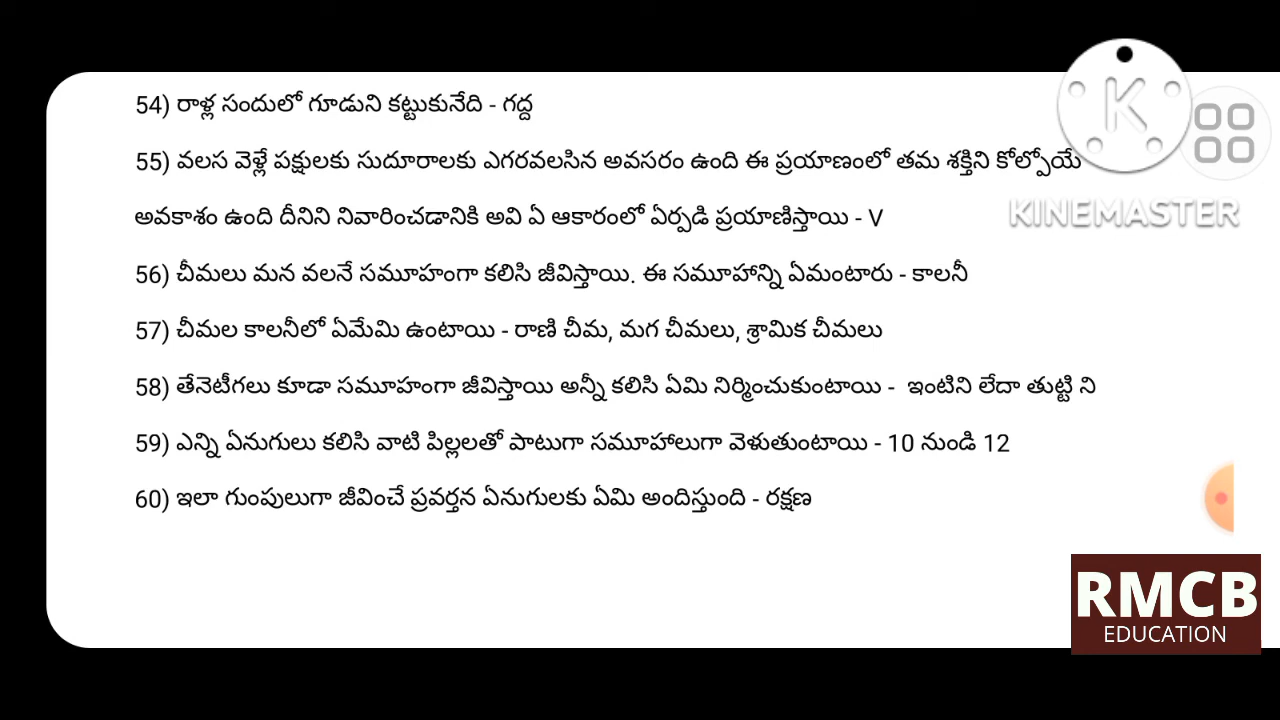 54) రాళ్ల సందులో గూడుని కట్టుకునేది - గద్ద
55) వలస వెళ్లే పక్షులకు సుదూరాలకు ఎగరవలసిన అవసరం ఉంది ఈ ప్రయాణంలో తమ శక్తిని కోల్పోయే
అవకాశం ఉంది దీనిని నివారించడానికి అవి ఏ ఆకారంలో ఏర్పడి ప్రయాణిస్తాయి - V
K
KINEMASTER
56) చీమలు మన వలనే సమూహంగా కలిసి జీవిస్తాయి. ఈ సమూహాన్ని ఏమంటారు - కాలనీ
57) చీమల కాలనీలో ఏమేమి ఉంటాయి - రాణి చీమ, మగ చీమలు, శ్రామిక చీమలు
58) తేనెటీగలు కూడా సమూహంగా జీవిస్తాయి అన్నీ కలిసి ఏమి నిర్మించుకుంటాయి - ఇంటిని లేదా తుట్టి ని
59) ఎన్ని ఏనుగులు కలిసి వాటి పిల్లలతో పాటుగా సమూహాలుగా వెళుతుంటాయి - 10 నుండి 12
60) ఇలా గుంపులుగా జీవించే ప్రవర్తన ఏనుగులకు ఏమి అందిస్తుంది - రక్షణ
RMCB
EDUCATION